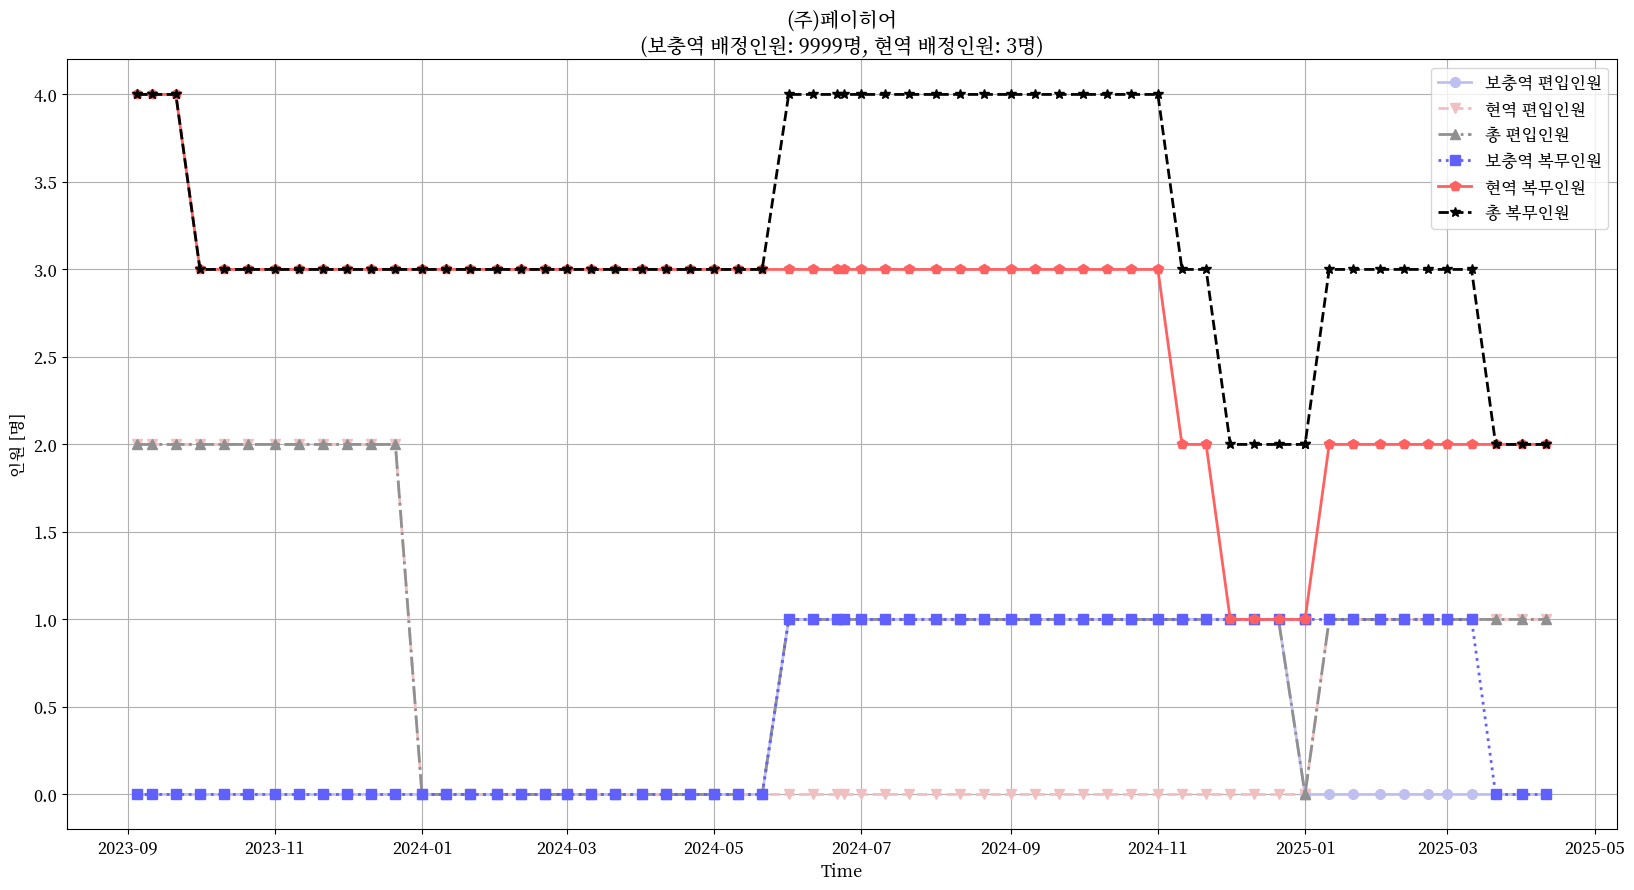 (주)페이히어
(보충역 배정인원: 9999명, 현역 배정인원: 3명)
보충역 편입인원
현역 편입인원
총 편입인원
보충역 복무인원
현역 복무인원
총 복무인원
인원 [명]
4.0
3.5
3.0
2.5
2.0
1.5
1.0
0.5
0.0
2023-09 2023-11 2024-01 2024-03 2024-05 2024-07 2024-09 2024-11 2025-01 2025-03 2025-05
Time